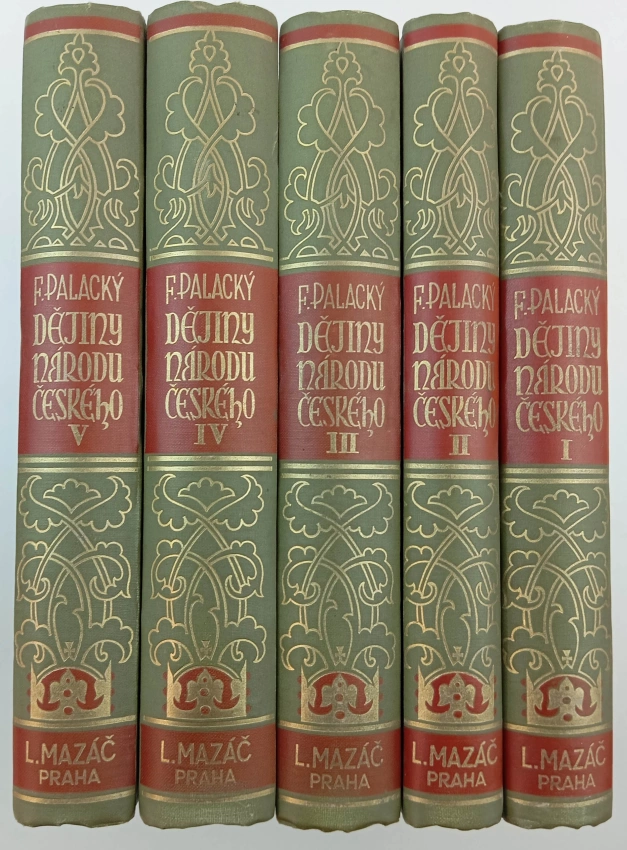 F. PALACKÝ
DĚJINY
NÁRODU
ČESKÉHO
V
L. MAZÁČ
PRAHA
F. PALACKÝ
DĚJINY
NÁRODU
ČESKÉHO
IV
L. MAZÁČ
PRAHA
F. PALACKÝ
DĚJINY
NÁRODU
ČESKÉHO
III
L. MAZÁČ
PRAHA
F. PALACKÝ
DĚJINY
NÁRODU
ČESKÉHO
II
L. MAZÁČ
PRAHA
F. PALACKÝ
DĚJINY
NÁRODU
ČESKÉHO
I
L. MAZÁČ
PRAHA